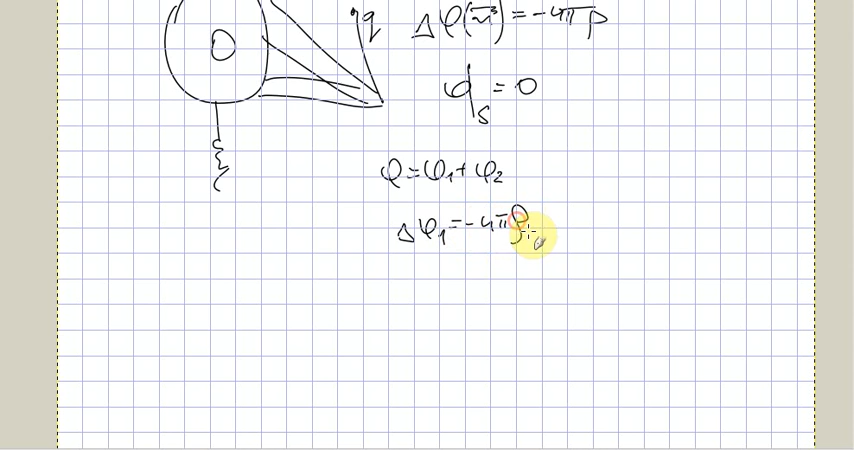 q Δφ(r⃗) = -4πρ
φ|ₛ = 0
φ = φ₁ + φ₂
Δφ₁ = -4πρ